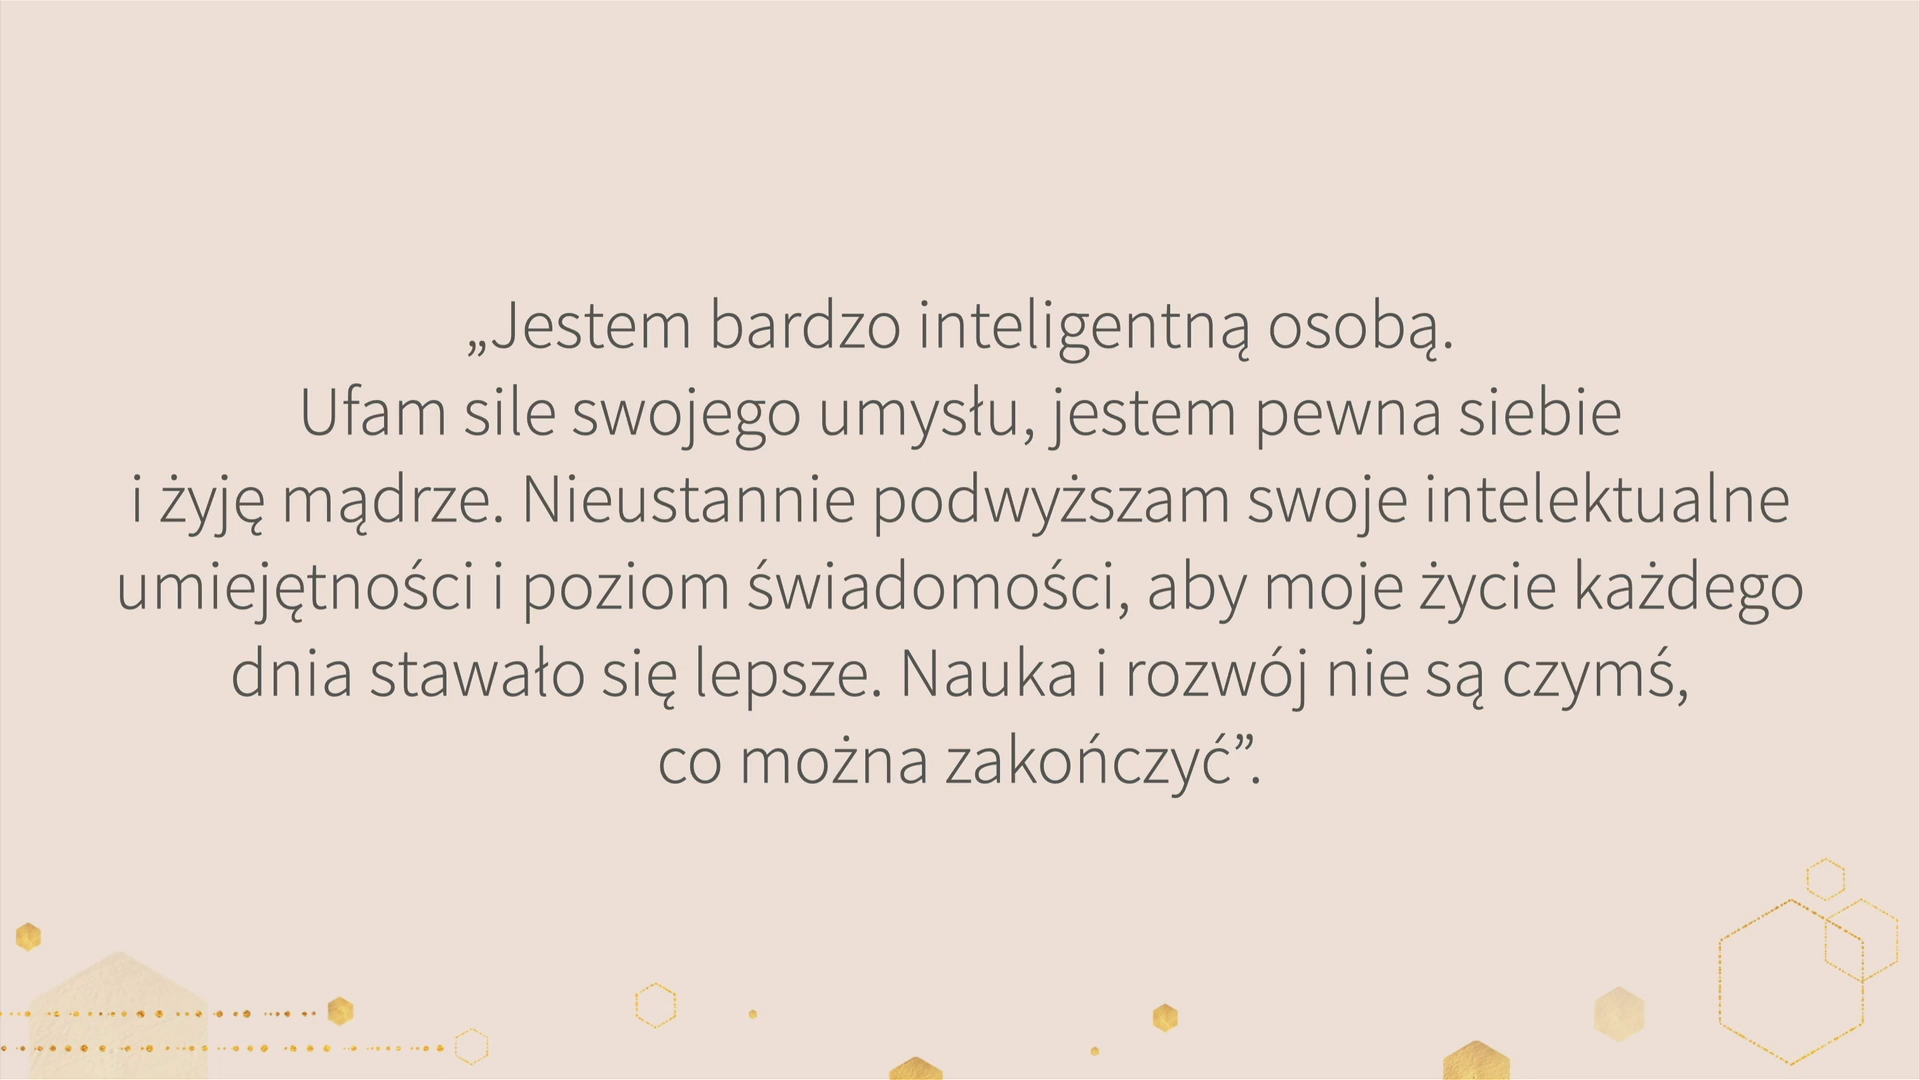 „Jestem bardzo inteligentną osobą.
Ufam sile swojego umysłu, jestem pewna siebie
i żyję mądrze. Nieustannie podwyższam swoje intelektualne
umiejętności i poziom świadomości, aby moje życie każdego
dnia stawało się lepsze. Nauka i rozwój nie są czymś,
co można zakończyć”.